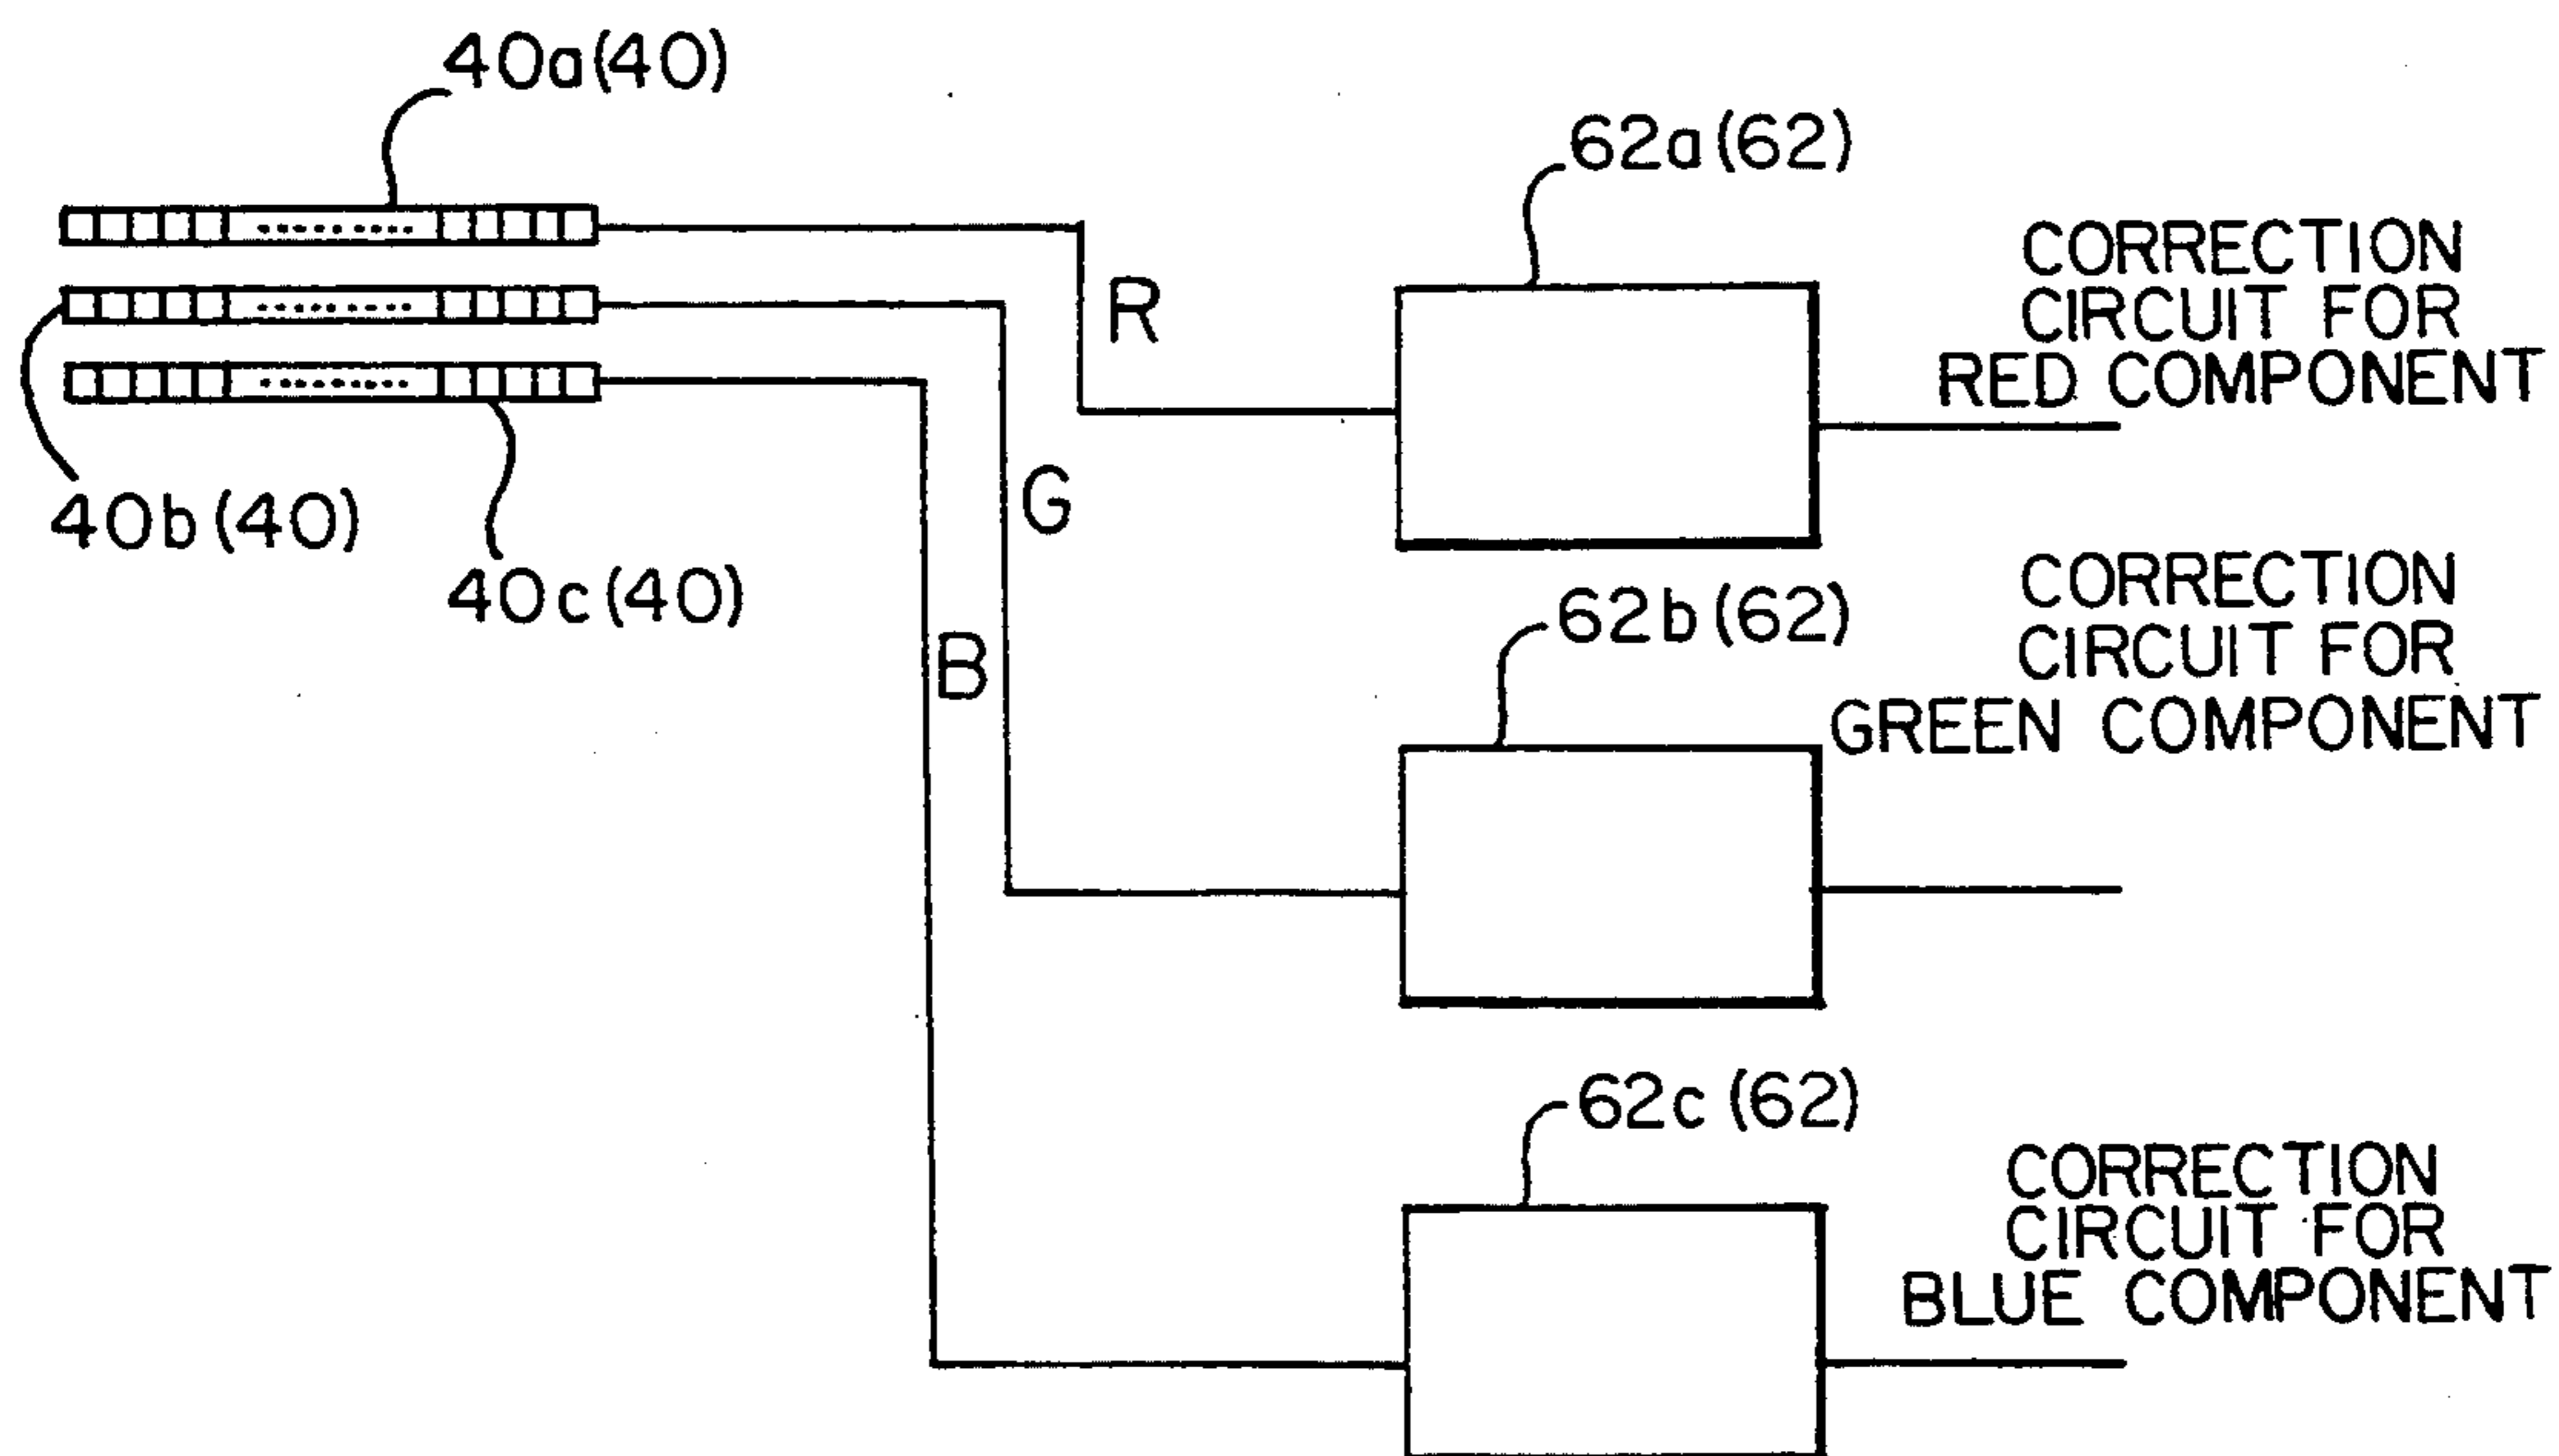 40a(40)
62a(62)
CORRECTION
CIRCUIT FOR
RED COMPONENT
R
40b(40)
G
40c(40)
CORRECTION
CIRCUIT FOR
GREEN COMPONENT
62b(62)
B
62c(62)
CORRECTION
CIRCUIT FOR
BLUE COMPONENT